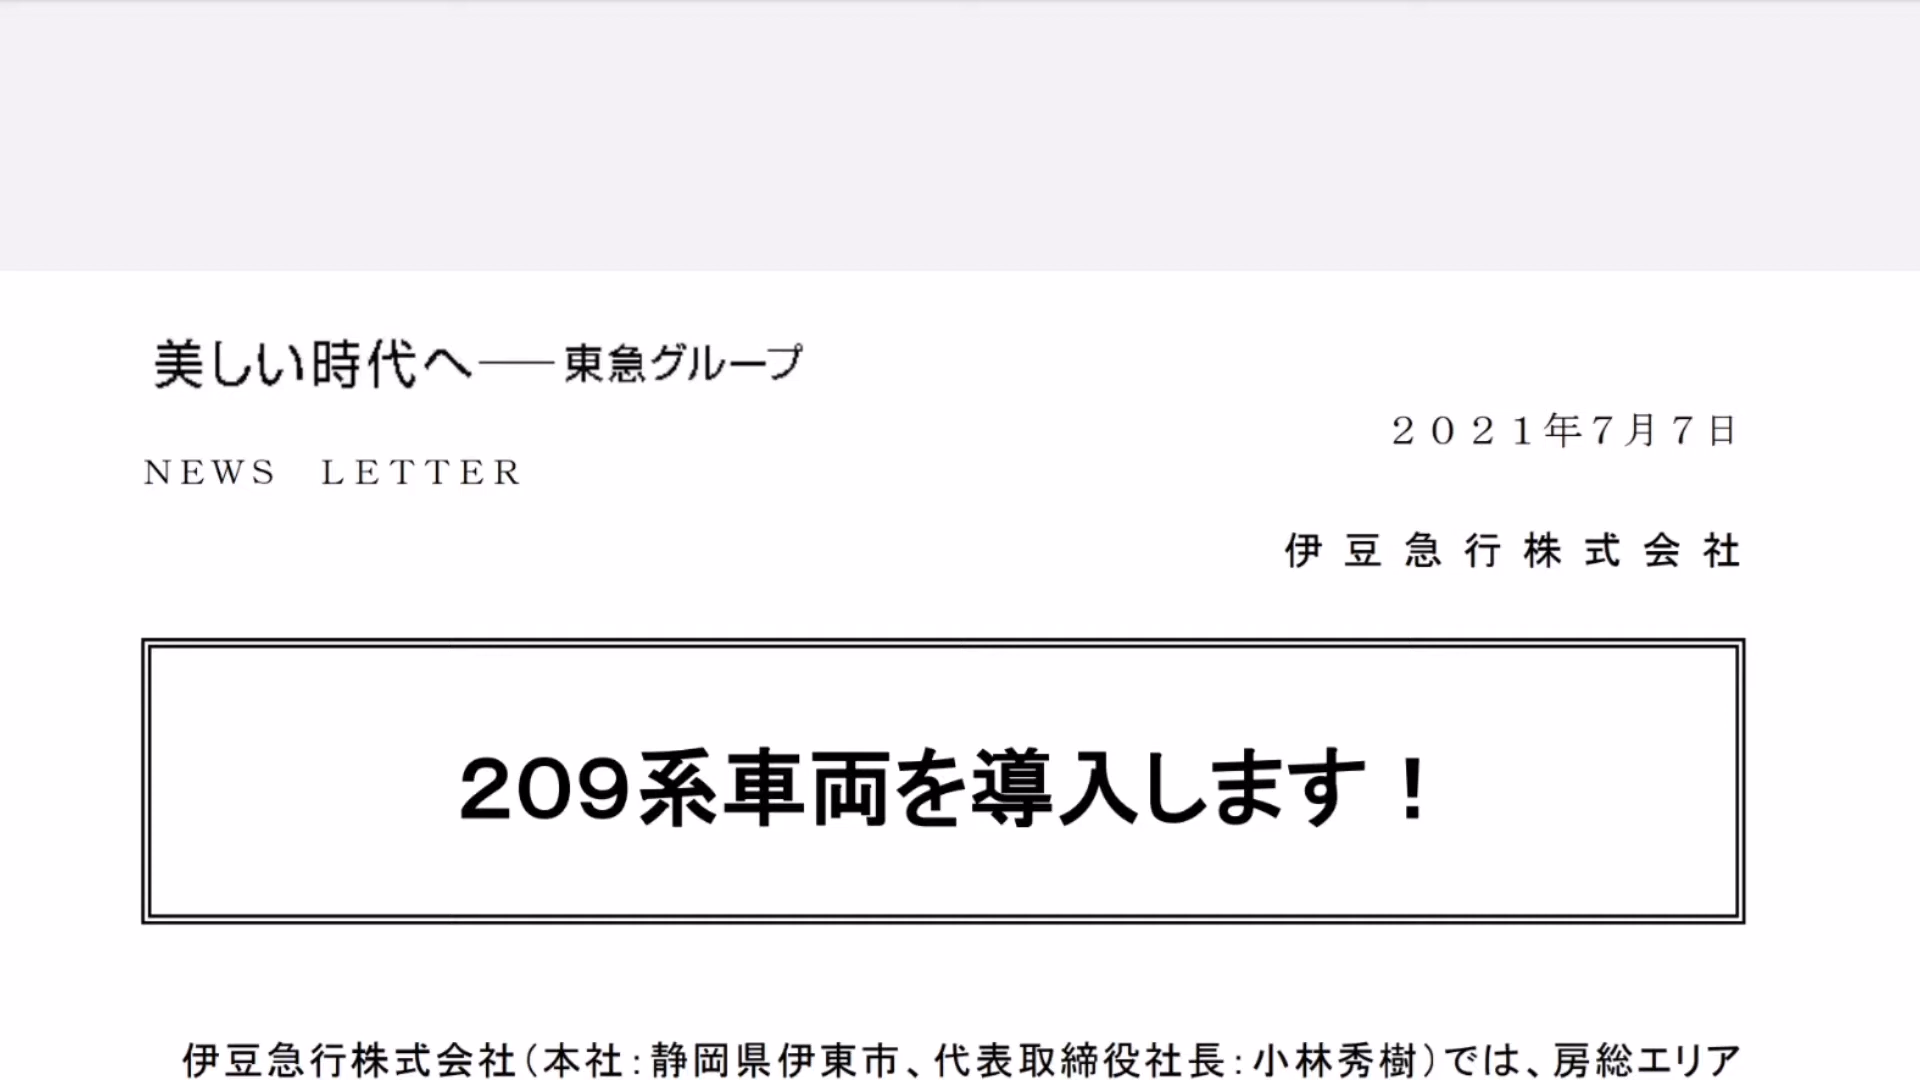 美しい時代へ──東急グループ
２０２１年７月７日
ＮＥＷＳ　ＬＥＴＴＥＲ
伊豆急行株式会社
２０９系車両を導入します！
伊豆急行株式会社（本社：静岡県伊東市、代表取締役社長：小林秀樹）では、房総エリア